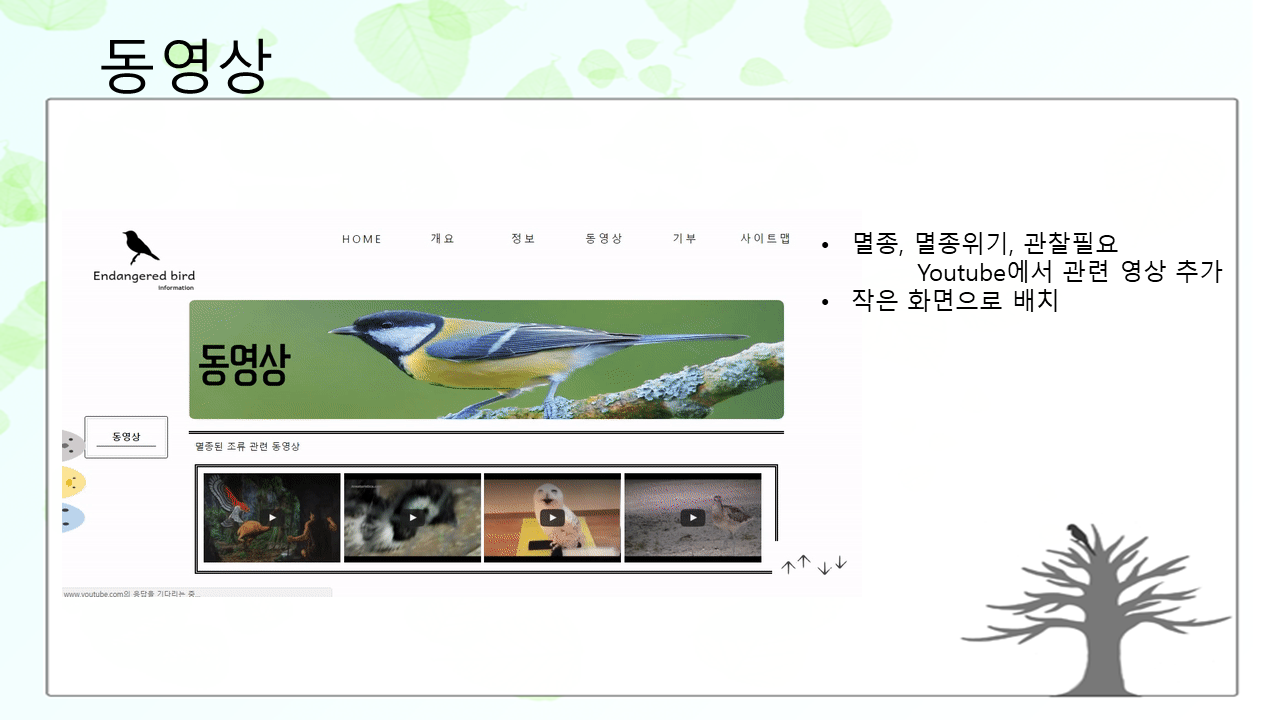 동영상
HOME 개요 정보 동영상 기부 사이트맵
Endangered bird
Information
동영상
동영상
멸종된 조류 관련 동영상
www.youtube.com의 응답을 기다리는 중...
• 멸종, 멸종위기, 관찰필요
Youtube에서 관련 영상 추가
• 작은 화면으로 배치